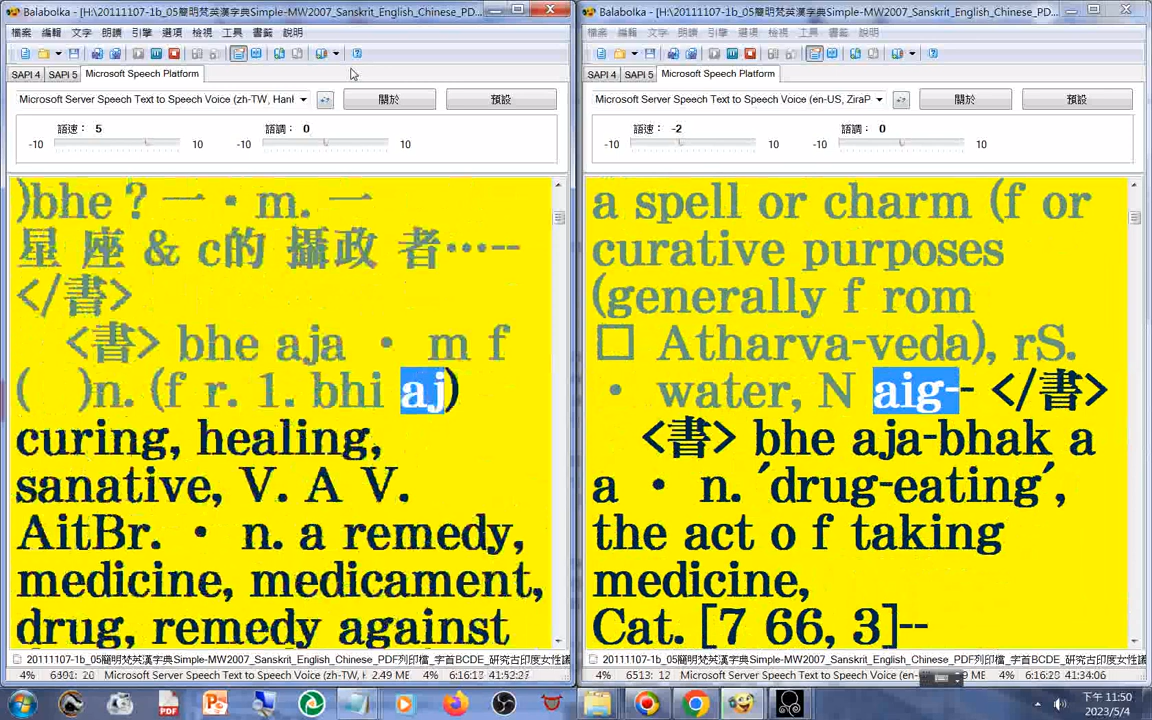 Balabolka - [H:\20111107-1b_05簡明梵英漢字典Simple-MW2007_Sanskrit_English_Chinese_PD...
檔案 編輯 文字 朗讀 引擎 選項 檢視 工具 書籤 說明
SAPI 4 SAPI 5 Microsoft Speech Platform
Microsoft Server Speech Text to Speech Voice (zh-TW, Hanl
關於 預設
語速： 5 語調： 0
-10 10 -10 10
)bhe ? 一 • m. 一
星 座 & c的 攝政 者…--
</書>
<書> bhe aja • m f
( )n. (f r. 1. bhi aj)
curing, healing,
sanative, V. A V.
AitBr. • n. a remedy,
medicine, medicament,
drug, remedy against
20111107-1b_05簡明梵英漢字典Simple-MW2007_Sanskrit_English_Chinese_PDF列印檔_字首BCDE_研究古印度女性議
4% 6491: 20 Microsoft Server Speech Text to Speech Voice (zh-TW, H 2.49 MB 4% 6:16:18 41:52:27
Balabolka - [H:\20111107-1b_05簡明梵英漢字典Simple-MW2007_Sanskrit_English_Chinese_PD...
檔案 編輯 文字 朗讀 引擎 選項 檢視 工具 書籤 說明
SAPI 4 SAPI 5 Microsoft Speech Platform
Microsoft Server Speech Text to Speech Voice (en-US, ZiraP
關於 預設
語速： -2 語調： 0
-10 10 -10 10
a spell or charm (f or
curative purposes
(generally f rom
□ Atharva-veda), rS.
• water, N aig-- </書>
<書> bhe aja-bhak a
a • n. ′drug-eating′,
the act o f taking
medicine,
Cat. [7 66, 3]--
20111107-1b_05簡明梵英漢字典Simple-MW2007_Sanskrit_English_Chinese_PDF列印檔_字首BCDE_研究古印度女性議
4% 6513: 12 Microsoft Server Speech Text to Speech Voice (en-US, Z MB 4% 6:16:20 41:34:06
下午 11:50
2023/5/4